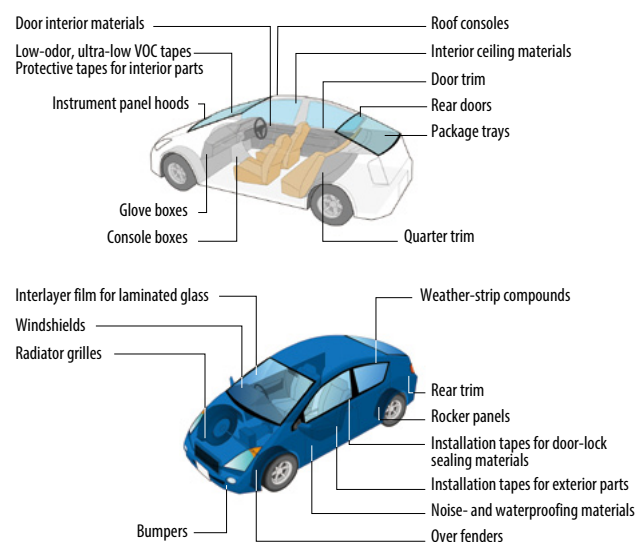 Door interior materials
Low-odor, ultra-low VOC tapes
Protective tapes for interior parts
Instrument panel hoods
Glove boxes
Console boxes
Roof consoles
Interior ceiling materials
Door trim
Rear doors
Package trays
Quarter trim
Interlayer film for laminated glass
Windshields
Radiator grilles
Bumpers
Weather-strip compounds
Rear trim
Rocker panels
Installation tapes for door-lock
sealing materials
Installation tapes for exterior parts
Noise- and waterproofing materials
Over fenders